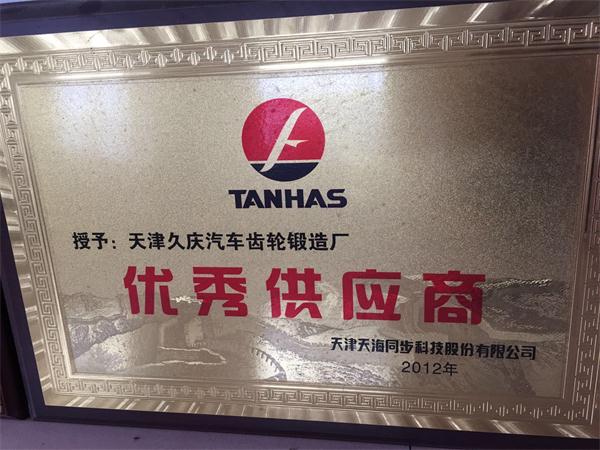 TANHAS
授予：天津久庆汽车齿轮锻造厂
优秀供应商
天津天海同步科技股份有限公司
2012年